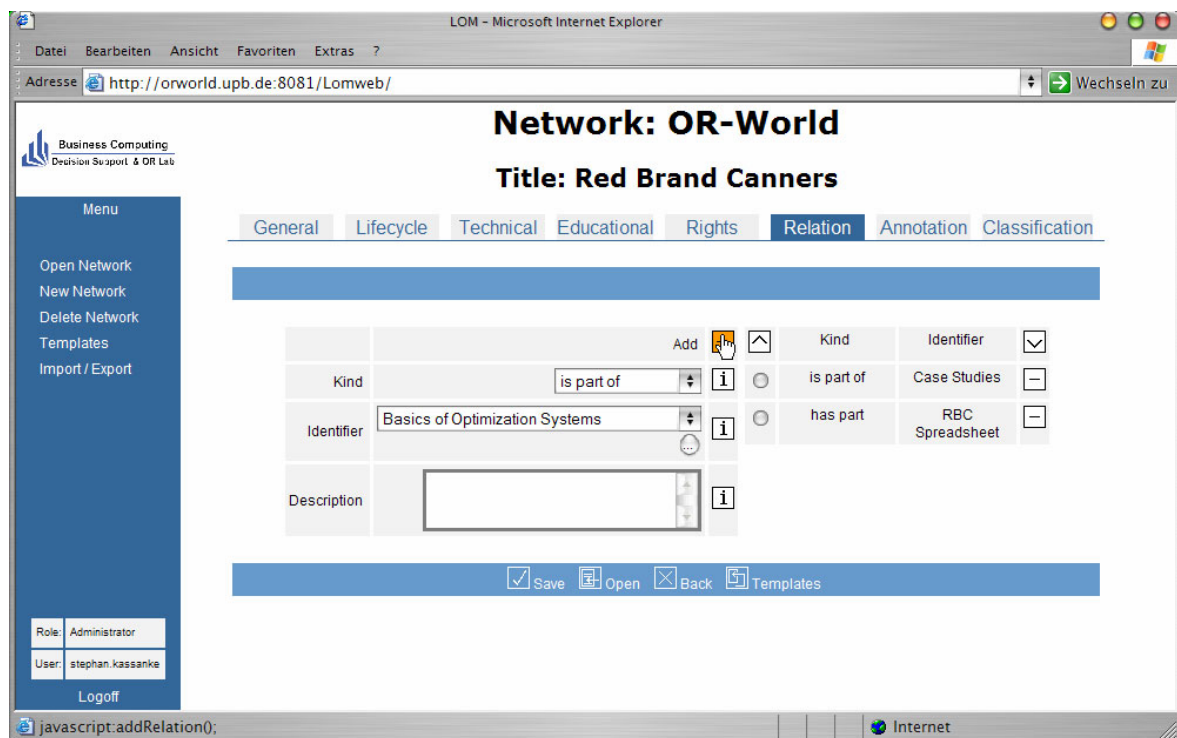 LOM – Microsoft Internet Explorer
Datei Bearbeiten Ansicht Favoriten Extras ?
Adresse http://orworld.upb.de:8081/Lomweb/ Wechseln zu
Business Computing
Decision Support & OR Lab
Network: OR-World
Title: Red Brand Canners
Menu
General Lifecycle Technical Educational Rights Relation Annotation Classification
Open Network
New Network
Delete Network
Templates
Import / Export
Add Kind Identifier
Kind is part of i is part of Case Studies
Identifier Basics of Optimization Systems i has part RBC
Spreadsheet
...
Description i
Save Open Back Templates
Role: Administrator
User: stephan.kassanke
Logoff
javascript:addRelation(); Internet